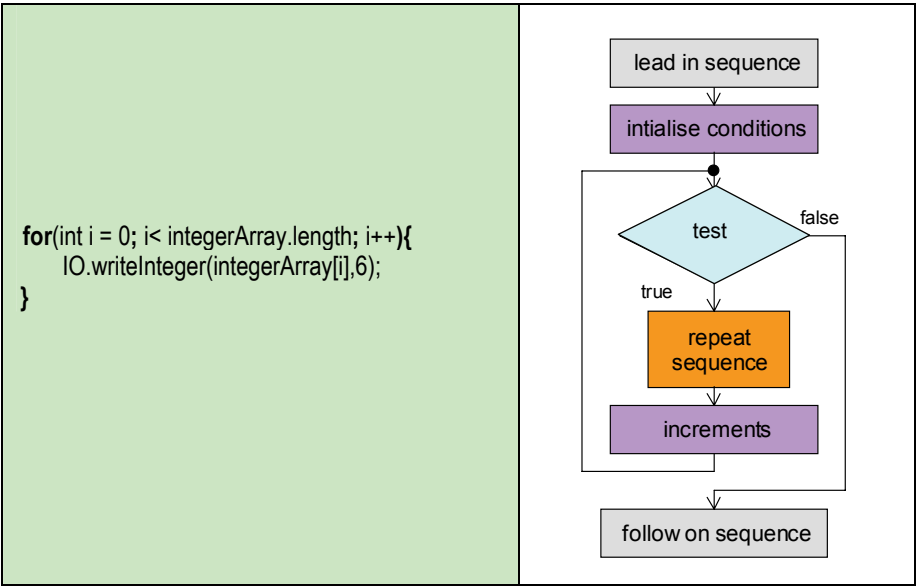 for(int i = 0; i< integerArray.length; i++){
IO.writeInteger(integerArray[i],6);
}
lead in sequence
intialise conditions
test
false
true
repeat
sequence
increments
follow on sequence